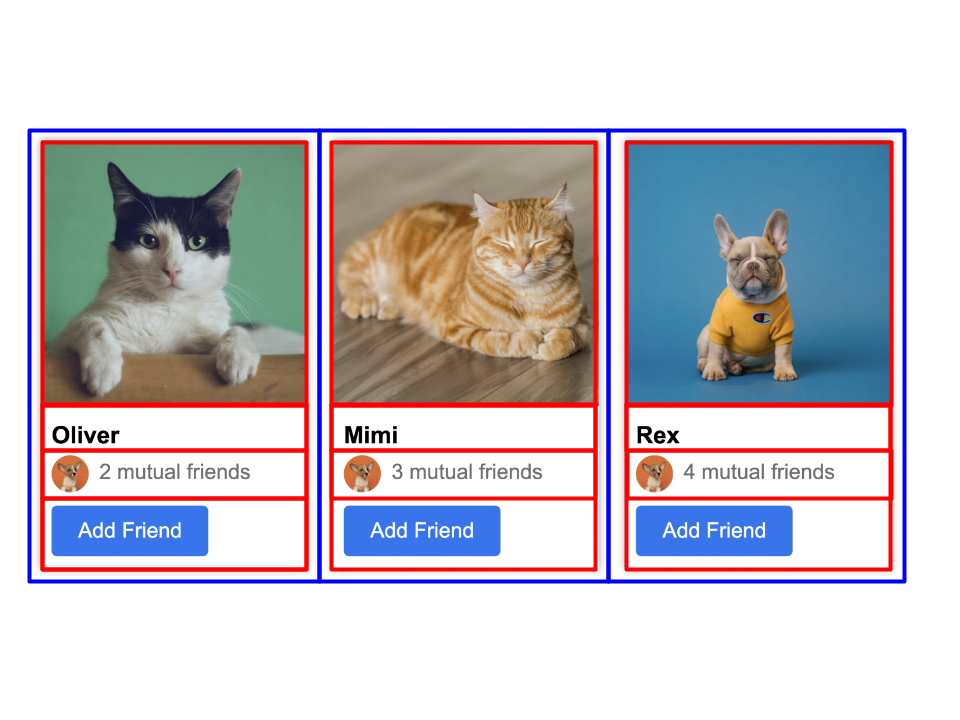 Oliver
2 mutual friends
Add Friend
Mimi
3 mutual friends
Add Friend
Rex
4 mutual friends
Add Friend